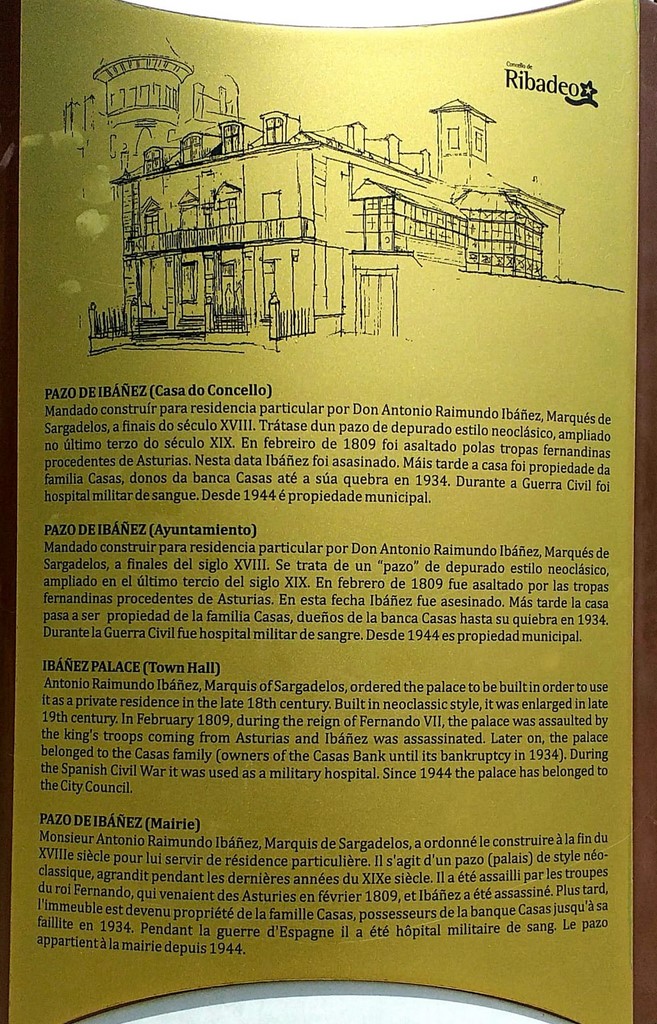 Concello de
Ribadeo
PAZO DE IBÁÑEZ (Casa do Concello)
Mandado construír para residencia particular por Don Antonio Raimundo Ibáñez, Marqués de
Sargadelos, a finais do século XVIII. Trátase dun pazo de depurado estilo neoclásico, ampliado
no último terzo do século XIX. En febreiro de 1809 foi asaltado polas tropas fernandinas
procedentes de Asturias. Nesta data Ibáñez foi asasinado. Máis tarde a casa foi propiedade da
familia Casas, donos da banca Casas até a súa quebra en 1934. Durante a Guerra Civil foi
hospital militar de sangue. Desde 1944 é propiedade municipal.
PAZO DE IBÁÑEZ (Ayuntamiento)
Mandado construir para residencia particular por Don Antonio Raimundo Ibáñez, Marqués de
Sargadelos, a finales del siglo XVIII. Se trata de un "pazo" de depurado estilo neoclásico,
ampliado en el último tercio del siglo XIX. En febrero de 1809 fue asaltado por las tropas
fernandinas procedentes de Asturias. En esta fecha Ibáñez fue asesinado. Más tarde la casa
pasa a ser propiedad de la familia Casas, dueños de la banca Casas hasta su quiebra en 1934.
Durante la Guerra Civil fue hospital militar de sangre. Desde 1944 es propiedad municipal.
IBÁÑEZ PALACE (Town Hall)
Antonio Raimundo Ibáñez, Marquis of Sargadelos, ordered the palace to be built in order to use
it as a private residence in the late 18th century. Built in neoclassic style, it was enlarged in late
19th century. In February 1809, during the reign of Fernando VII, the palace was assaulted by
the king's troops coming from Asturias and Ibáñez was assassinated. Later on, the palace
belonged to the Casas family (owners of the Casas Bank until its bankruptcy in 1934). During
the Spanish Civil War it was used as a military hospital. Since 1944 the palace has belonged to
the City Council.
PAZO DE IBÁÑEZ (Mairie)
Monsieur Antonio Raimundo Ibáñez, Marquis de Sargadelos, a ordonné le construire à la fin du
XVIIIe siècle pour lui servir de résidence particulière. Il s'agit d'un pazo (palais) de style néo-
classique, agrandit pendant les dernières années du XIXe siècle. Il a été assailli par les troupes
du roi Fernando, qui venaient des Asturies en février 1809, et Ibáñez a été assassiné. Plus tard,
l'immeuble est devenu propriété de la famille Casas, possesseurs de la banque Casas jusqu'à sa
faillite en 1934. Pendant la guerre d'Espagne il a été hôpital militaire de sang. Le pazo
appartient à la mairie depuis 1944.